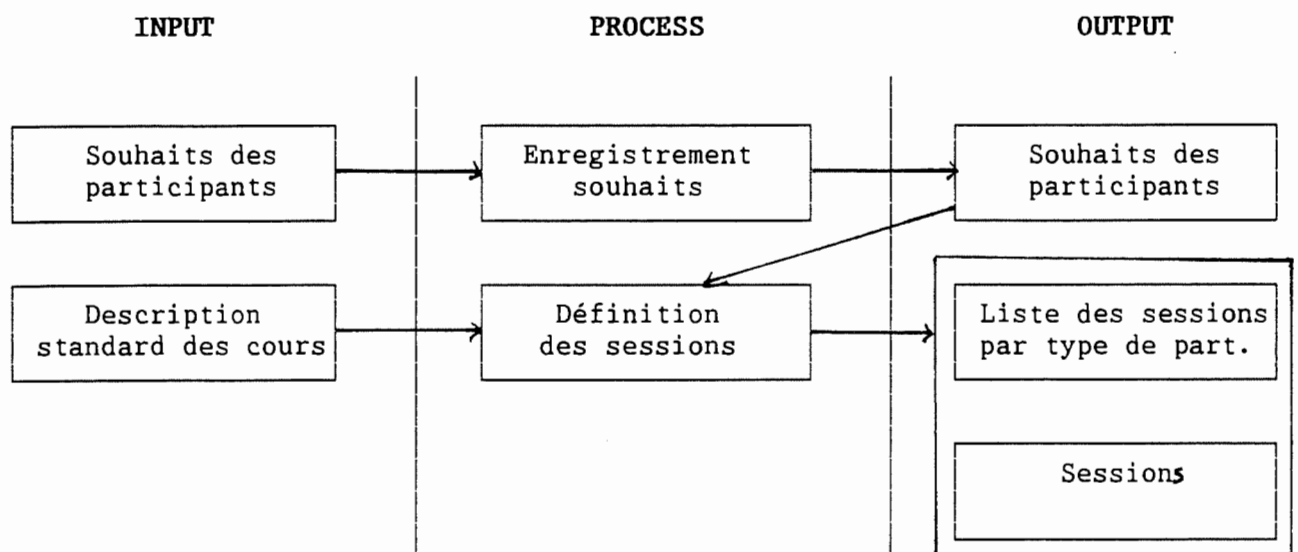 INPUT
PROCESS
OUTPUT
Souhaits des
participants
Enregistrement
souhaits
Souhaits des
participants
Description
standard des cours
Définition
des sessions
Liste des sessions
par type de part.
Sessions